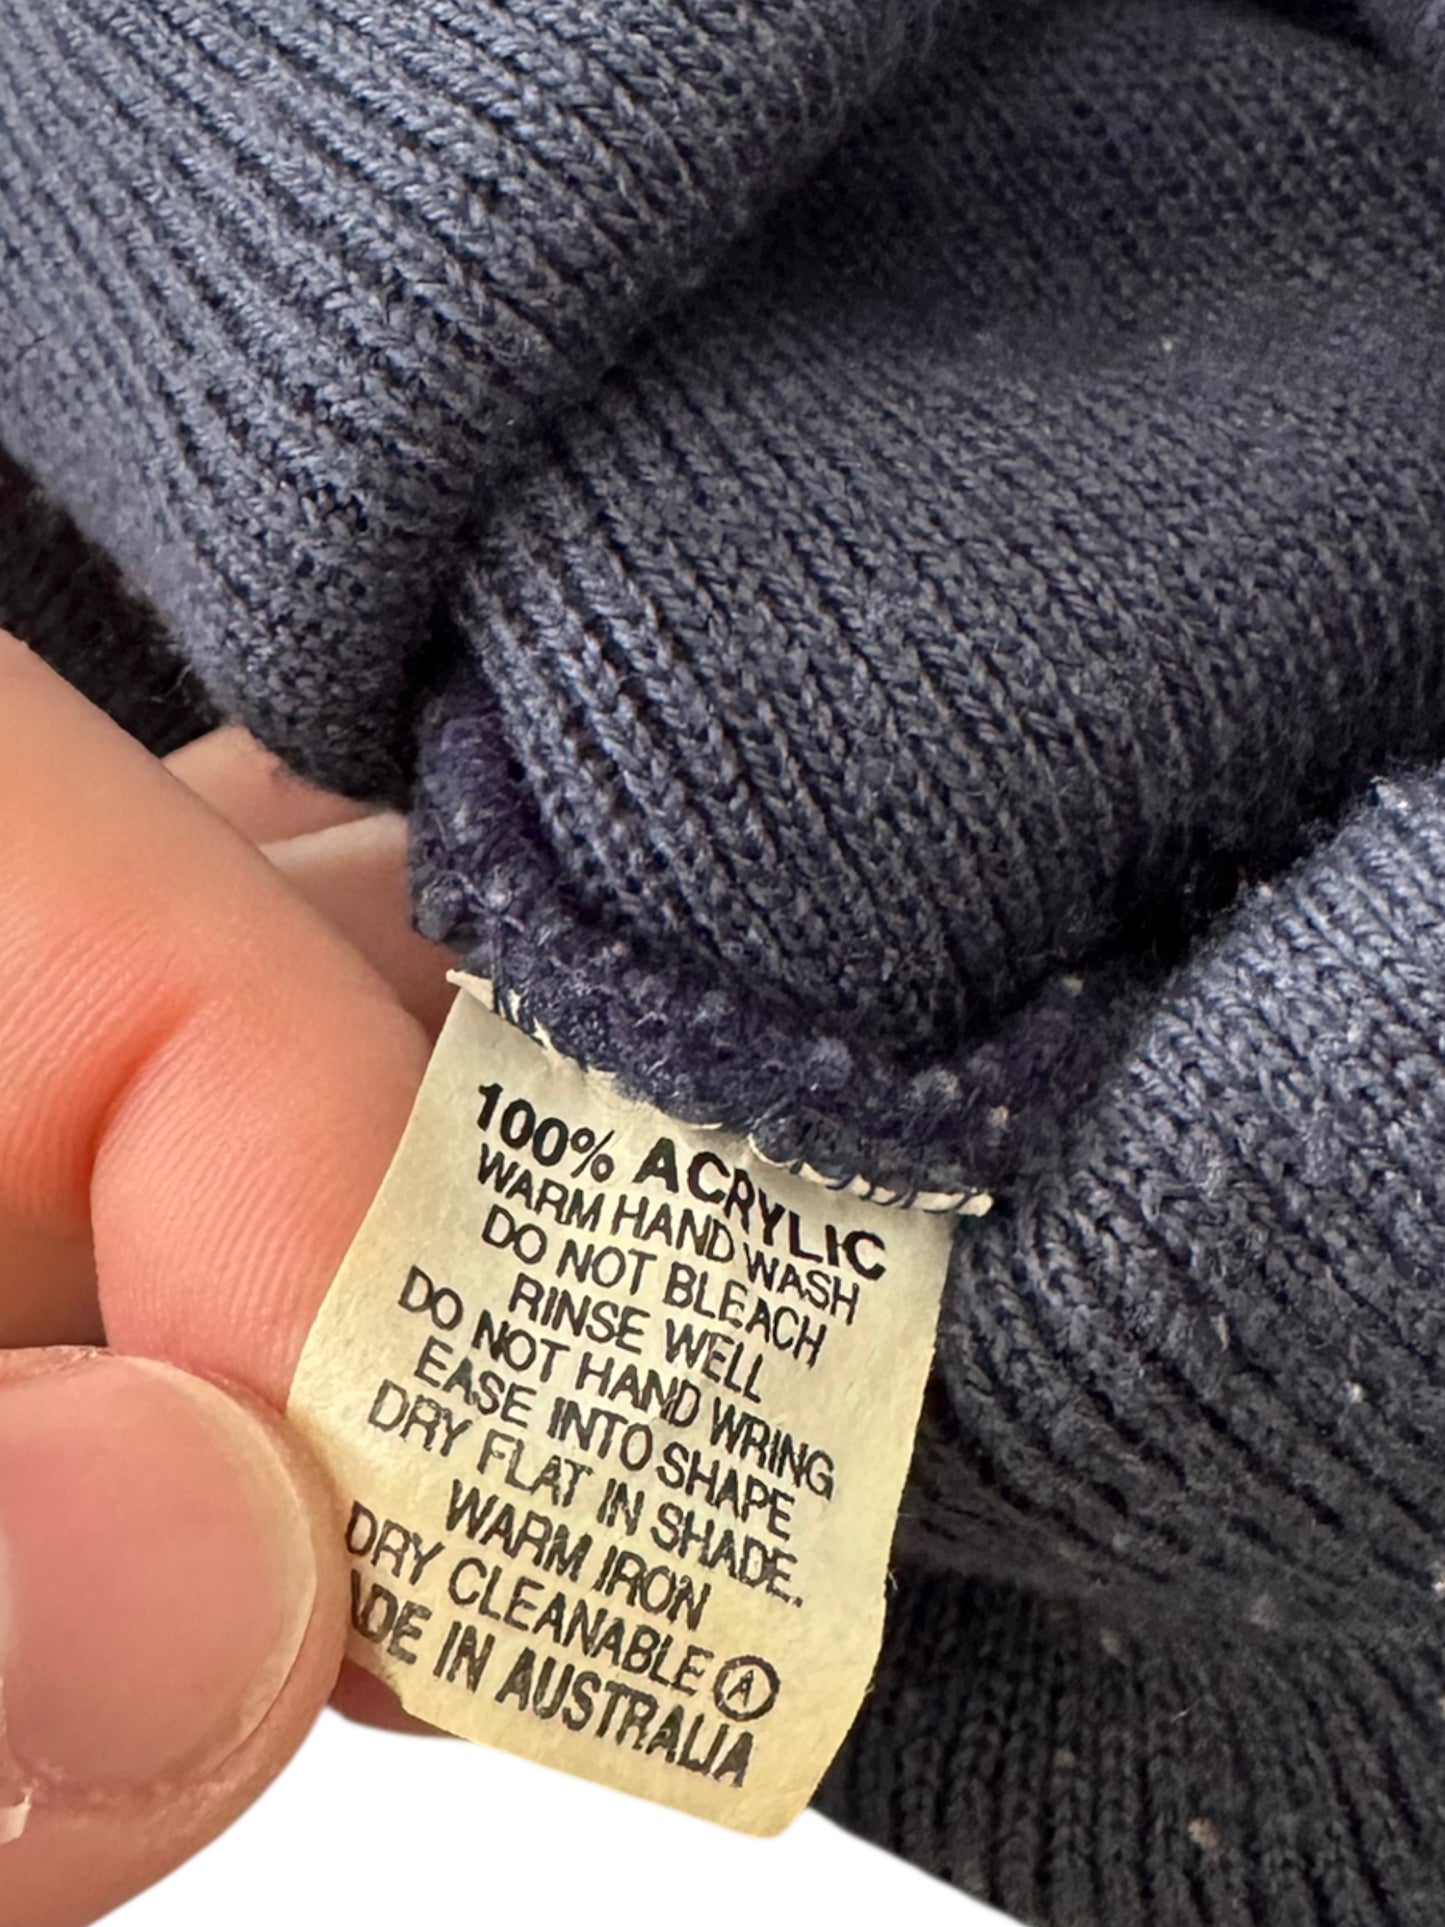 100% ACRYLIC
WARM HAND WASH
DO NOT BLEACH
RINSE WELL
DO NOT HAND WRING
EASE INTO SHAPE
DRY FLAT IN SHADE.
WARM IRON
DRY CLEANABLE Ⓐ
ADE IN AUSTRALIA